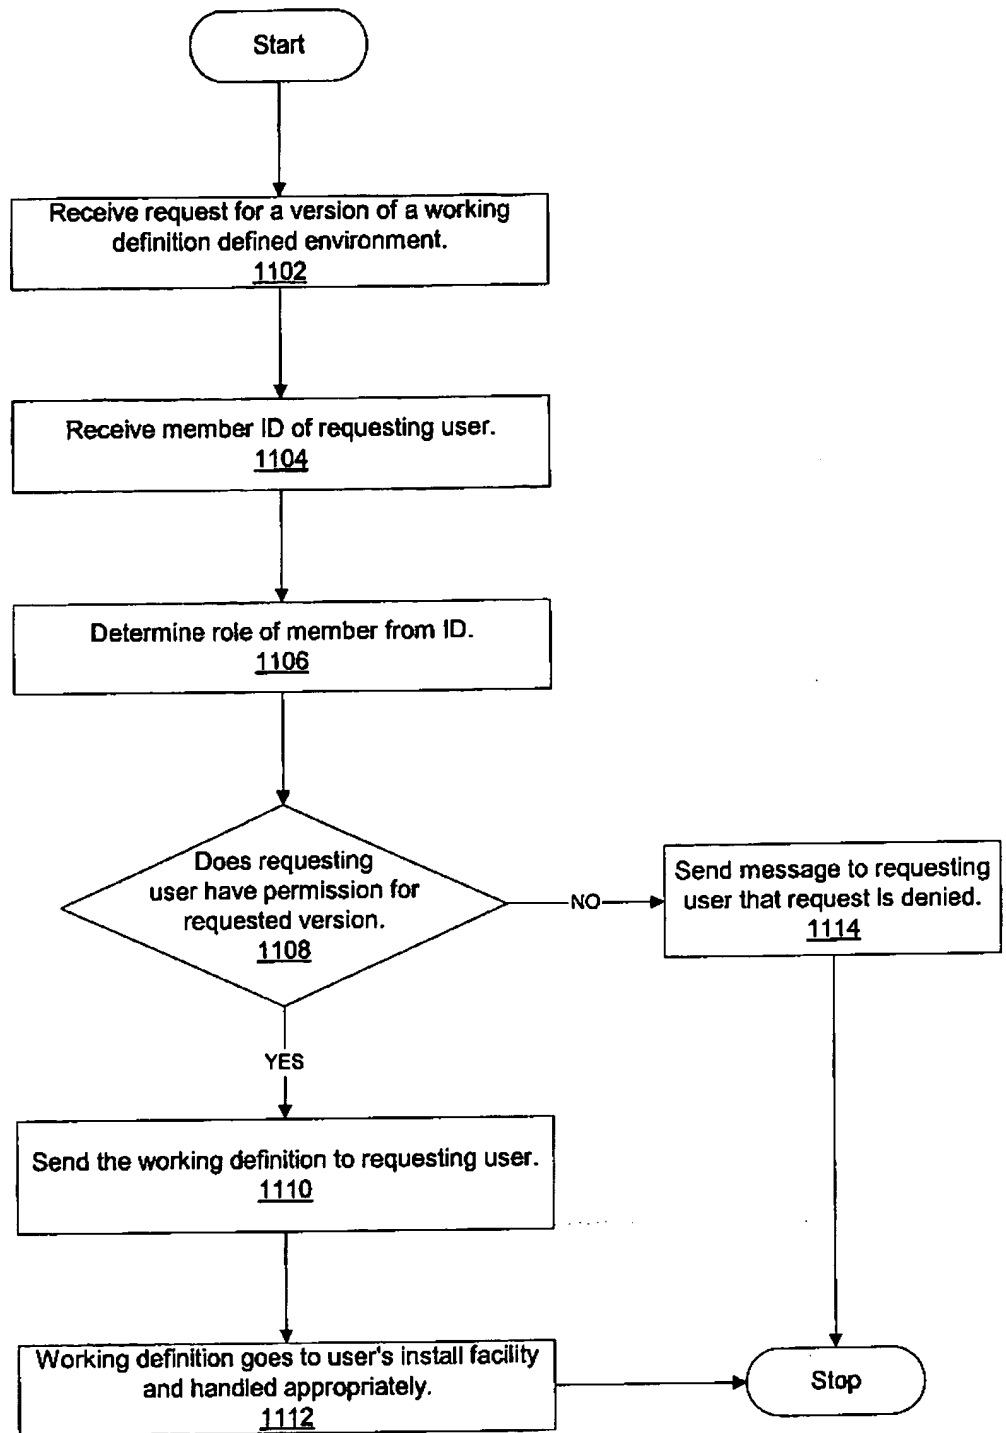 Start
Receive request for a version of a working
definition defined environment.
1102
Receive member ID of requesting user.
1104
Determine role of member from ID.
1106
Does requesting
user have permission for
requested version.
1108
NO
Send message to requesting
user that request is denied.
1114
YES
Send the working definition to requesting user.
1110
Working definition goes to user's install facility
and handled appropriately.
1112
Stop